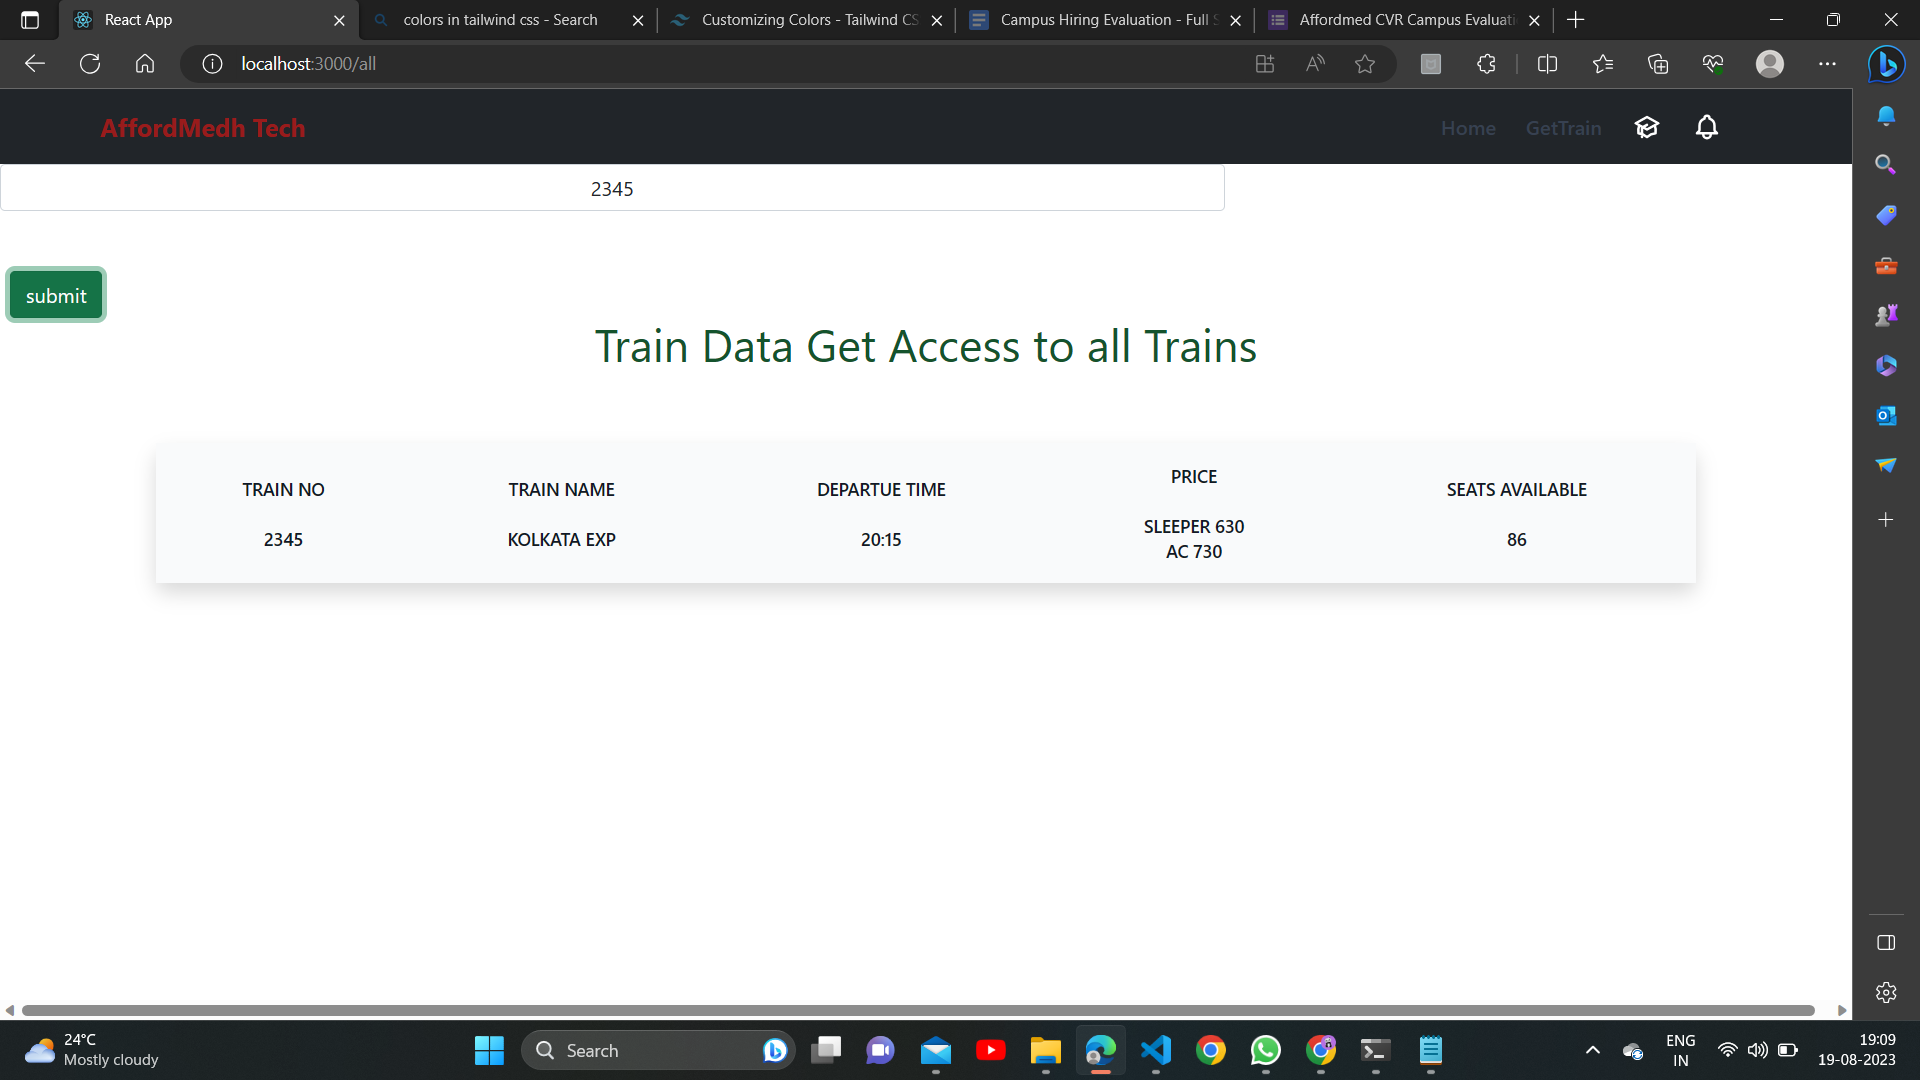 React App
colors in tailwind css - Search
Customizing Colors - Tailwind CS
Campus Hiring Evaluation - Full S
Affordmed CVR Campus Evaluati
localhost:3000/all
AffordMedh Tech
Home
GetTrain
2345
submit
Train Data Get Access to all Trains
TRAIN NO
TRAIN NAME
DEPARTUE TIME
PRICE
SEATS AVAILABLE
2345
KOLKATA EXP
20:15
SLEEPER 630
AC 730
86
24°C
Mostly cloudy
Search
ENG
IN
19:09
19-08-2023